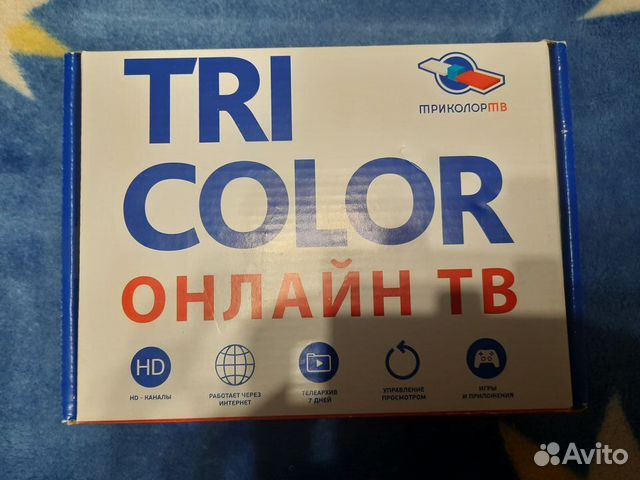 TRI
COLOR
ТРИКОЛОРТВ
ОНЛАЙН ТВ
HD
HD - КАНАЛЫ
РАБОТАЕТ ЧЕРЕЗ
ИНТЕРНЕТ
ТЕЛЕАРХИВ
7 ДНЕЙ
УПРАВЛЕНИЕ
ПРОСМОТРОМ
ИГРЫ
И ПРИЛОЖЕНИЯ
Avito